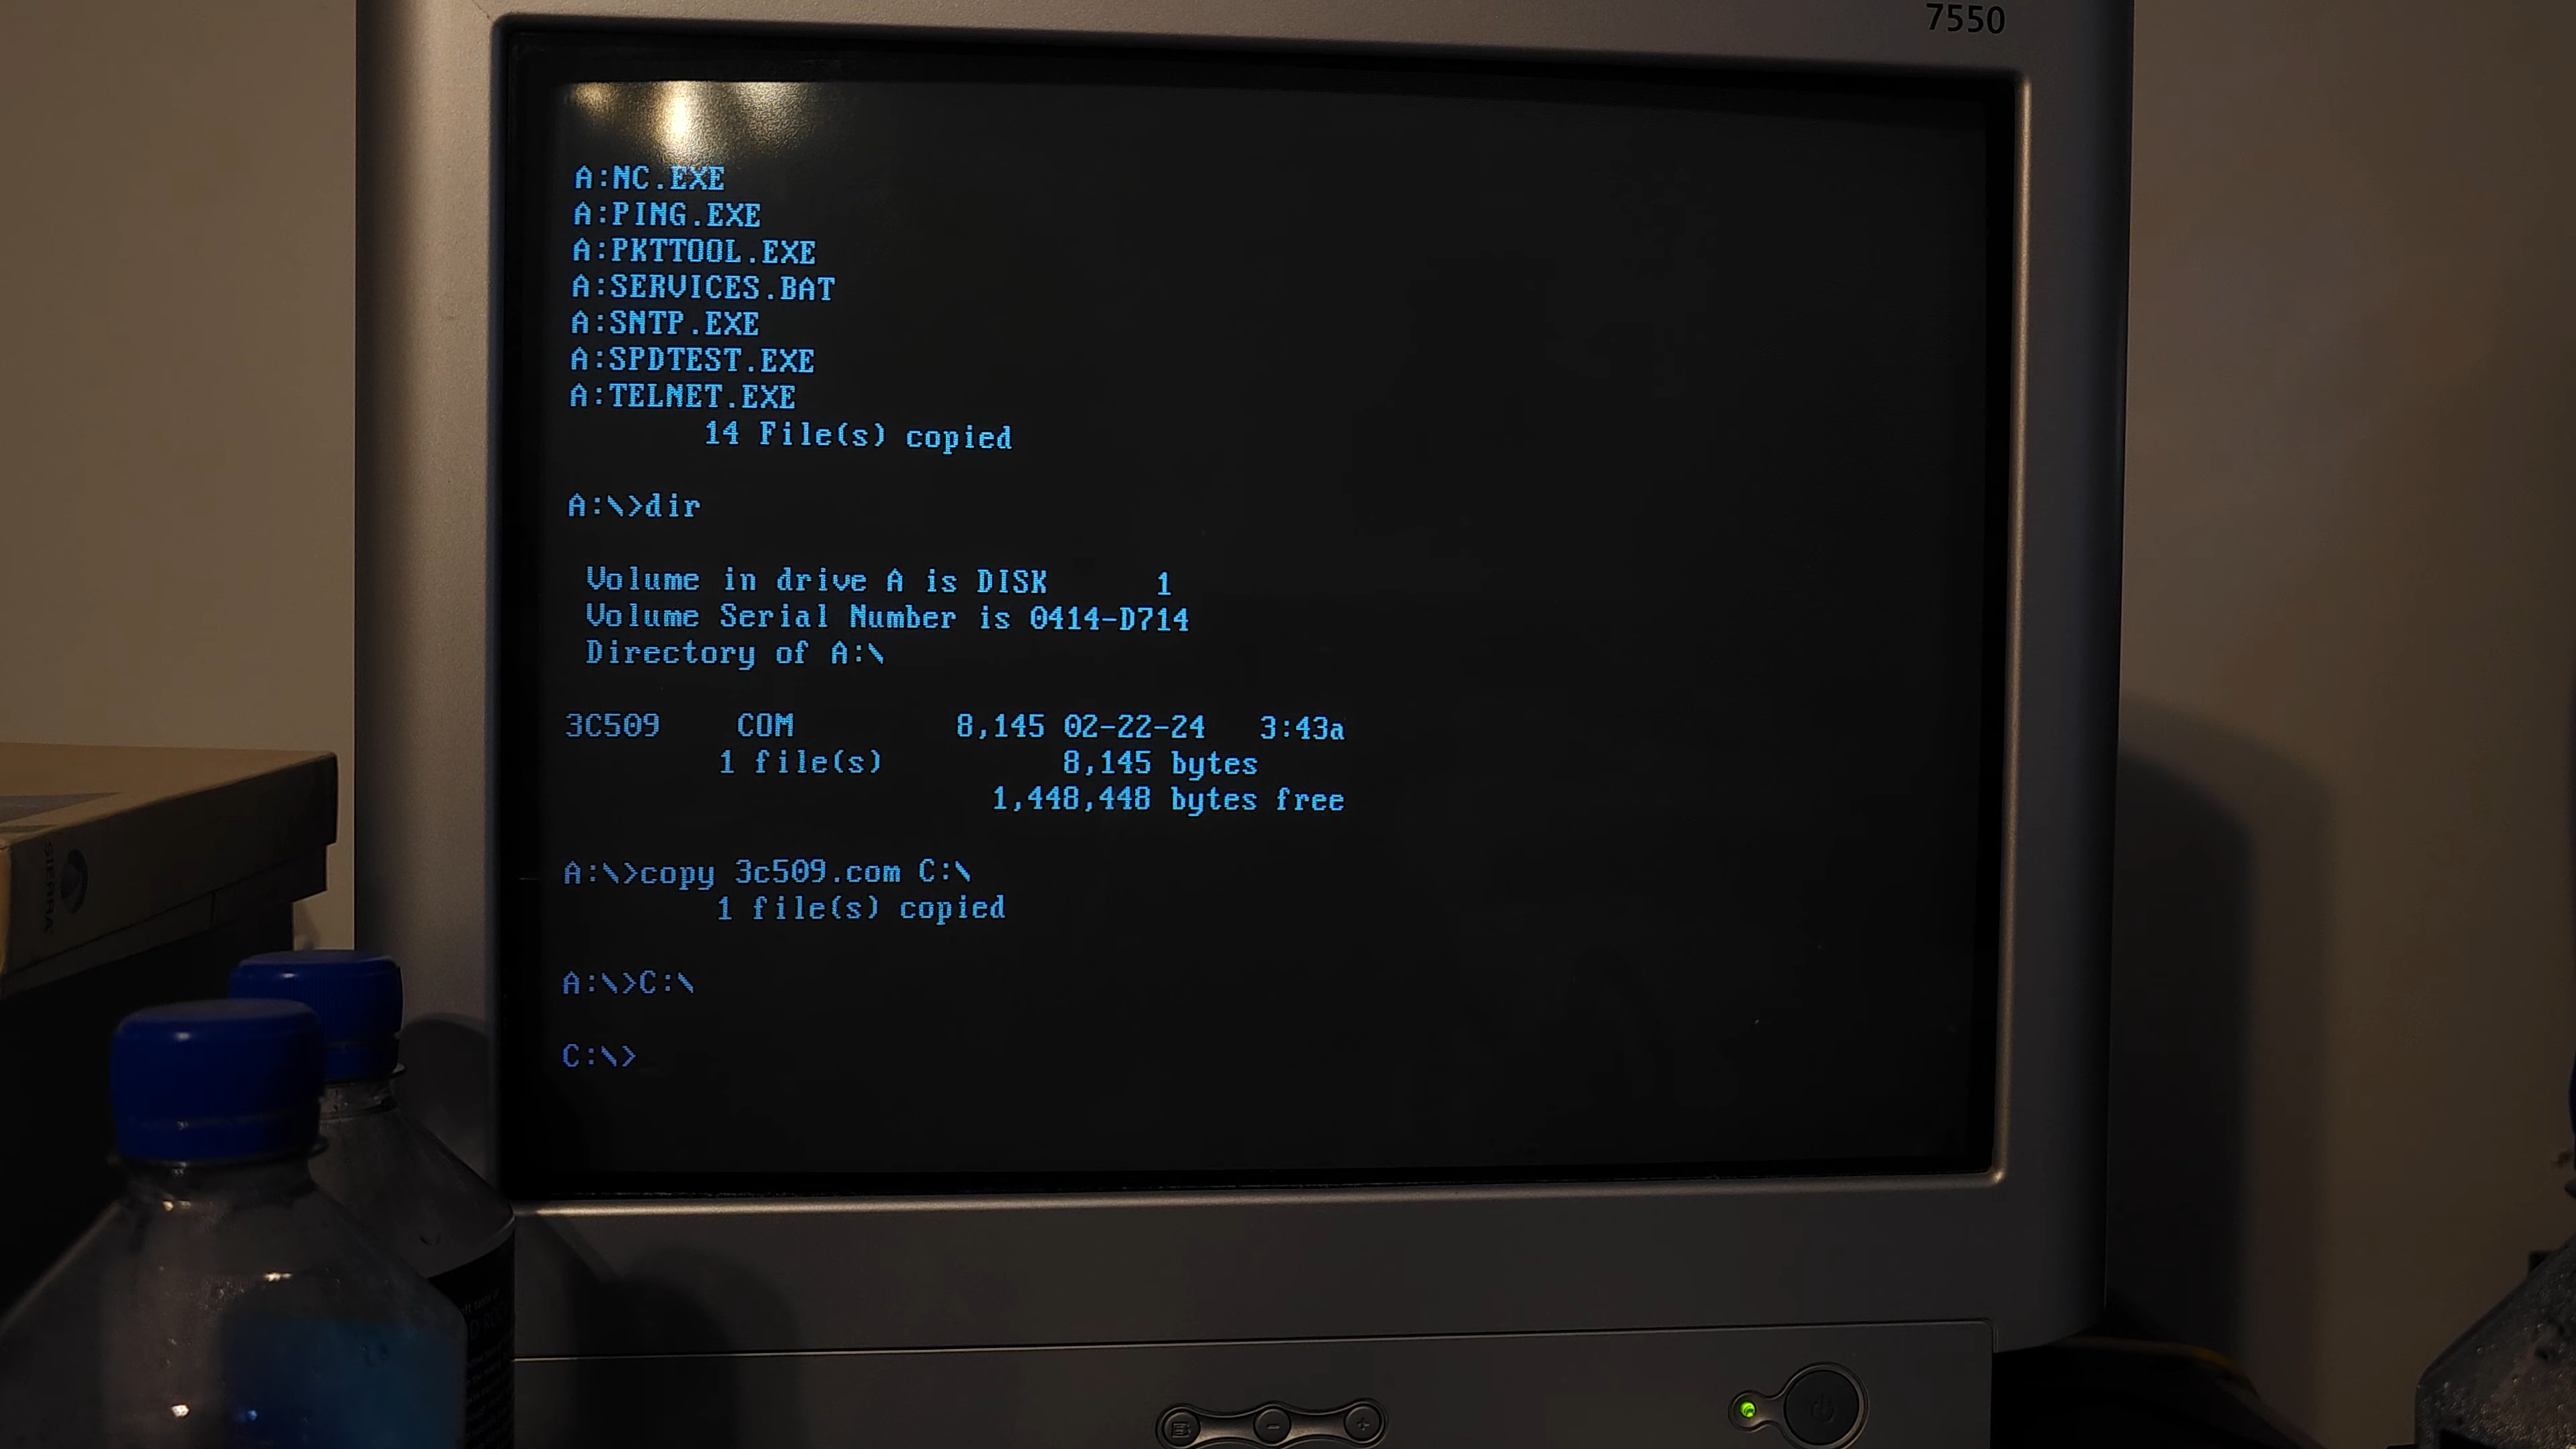 7550
A:NC.EXE
A:PING.EXE
A:PKTTOOL.EXE
A:SERVICES.BAT
A:SNTP.EXE
A:SPDTEST.EXE
A:TELNET.EXE
14 File(s) copied
A:\>dir
Volume in drive A is DISK 1
Volume Serial Number is 0414-D714
Directory of A:\
3C509 COM 8,145 02-22-24 3:43a
1 file(s) 8,145 bytes
1,448,448 bytes free
A:\>copy 3c509.com C:\
1 file(s) copied
A:\>C:\
C:\>
SIERRA